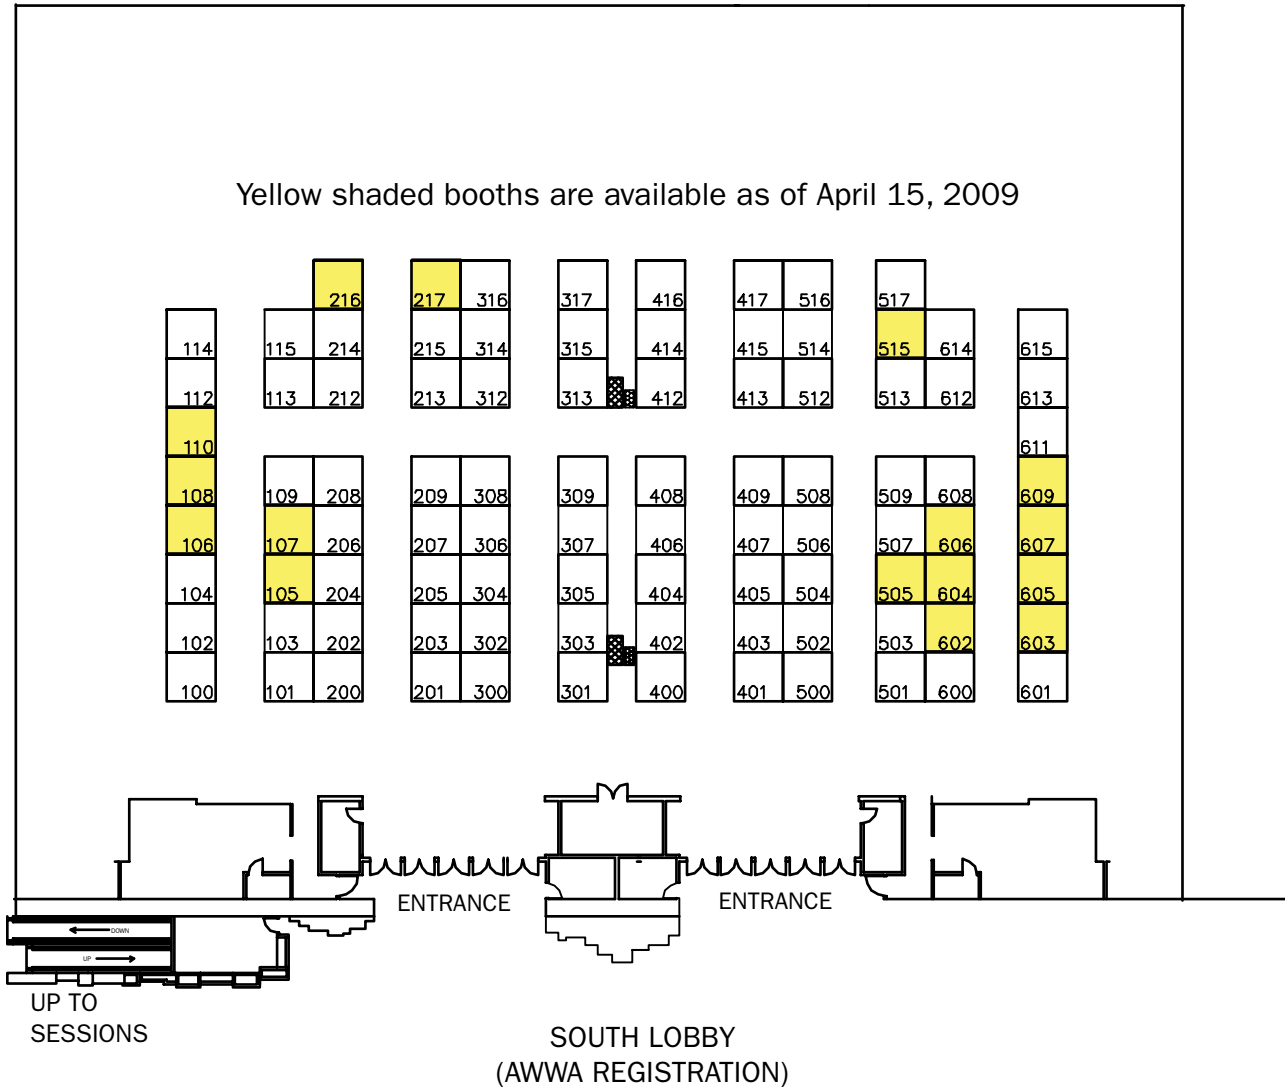 Yellow shaded booths are available as of April 15, 2009
216 217 316 317 416 417 516 517
114 115 214 215 314 315 414 415 514 515 614 615
112 113 212 213 312 313 412 413 512 513 612 613
110 611
108 109 208 209 308 309 408 409 508 509 608 609
106 107 206 207 306 307 406 407 506 507 606 607
104 105 204 205 304 305 404 405 504 505 604 605
102 103 202 203 302 303 402 403 502 503 602 603
100 101 200 201 300 301 400 401 500 501 600 601
ENTRANCE ENTRANCE
DOWN
UP
UP TO
SESSIONS
SOUTH LOBBY
(AWWA REGISTRATION)